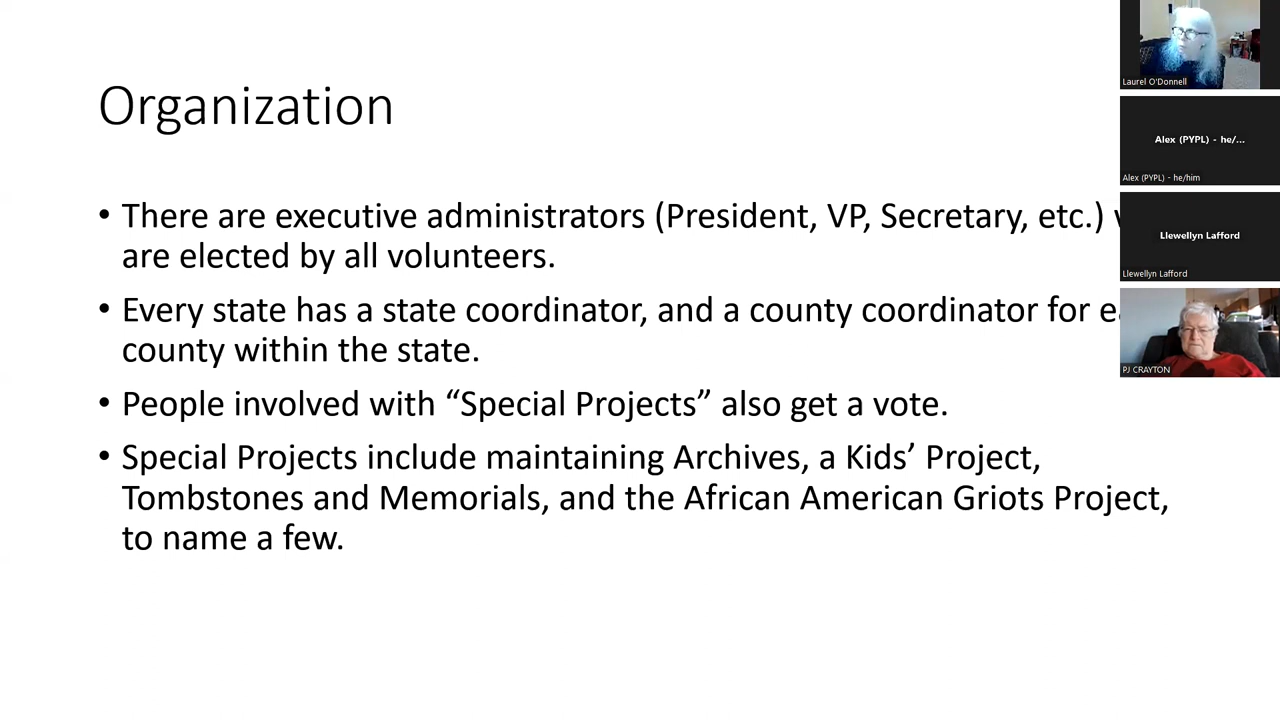 Organization
• There are executive administrators (President, VP, Secretary, etc.)
are elected by all volunteers.
• Every state has a state coordinator, and a county coordinator for
county within the state.
• People involved with “Special Projects” also get a vote.
• Special Projects include maintaining Archives, a Kids’ Project,
Tombstones and Memorials, and the African American Griots Project,
to name a few.
Laurel O'Donnell
Alex (PYPL) - he/...
Alex (PYPL) - he/him
Llewellyn Lafford
Llewellyn Lafford
PJ CRAYTON